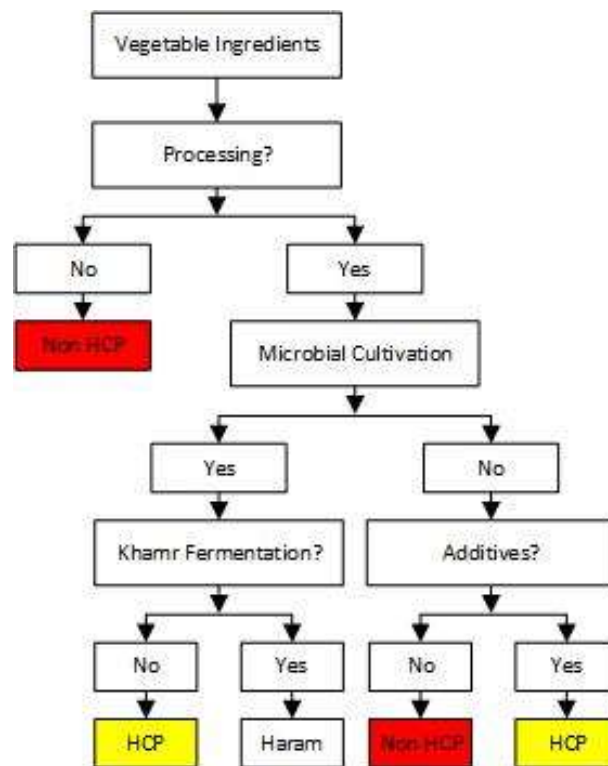 Vegetable Ingredients
Processing?
No
Yes
Non HCP
Microbial Cultivation
Yes
No
Khamr Fermentation?
Additives?
No
Yes
No
Yes
HCP
Haram
Non HCP
HCP